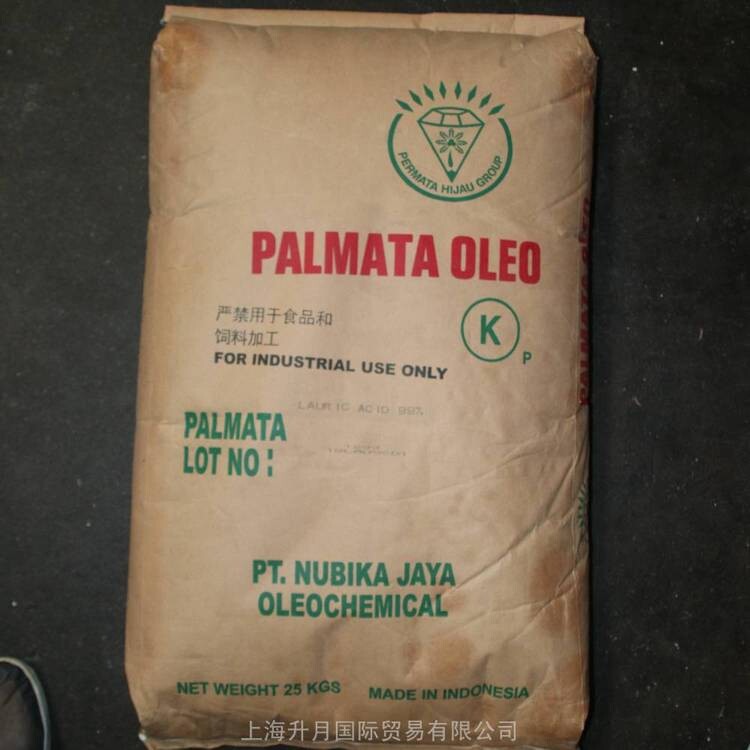 PERMATA HIJAU GROUP
PALMATA OLEO
严禁用于食品和
饲料加工
K
P
FOR INDUSTRIAL USE ONLY
LAURIC ACID 99%
PALMATA
LOT NO :
PT. NUBIKA JAYA
OLEOCHEMICAL
NET WEIGHT 25 KGS
MADE IN INDONESIA
上海升月国际贸易有限公司